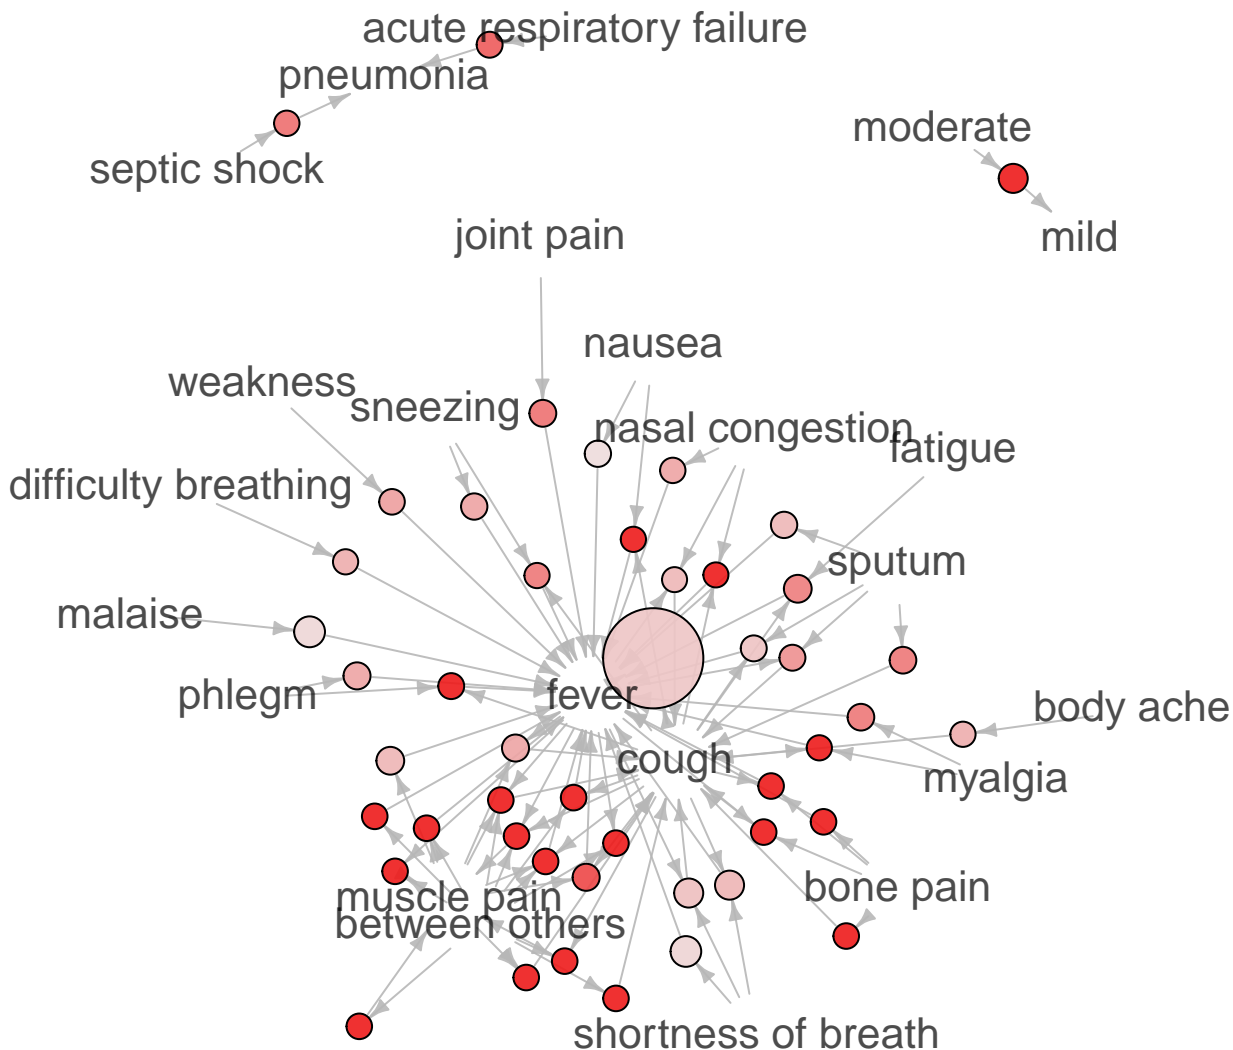 acute respiratory failure
pneumonia
moderate
septic shock
mild
joint pain
nausea
weakness
sneezing
nasal congestion
fatigue
difficulty breathing
sputum
malaise
phlegm
fever
body ache
cough
myalgia
bone pain
muscle pain
between others
shortness of breath